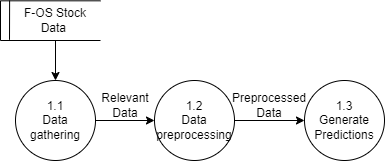 F-OS Stock
Data
1.1
Data
gathering
Relevant
Data
1.2
Data
preprocessing
Preprocessed
Data
1.3
Generate
Predictions